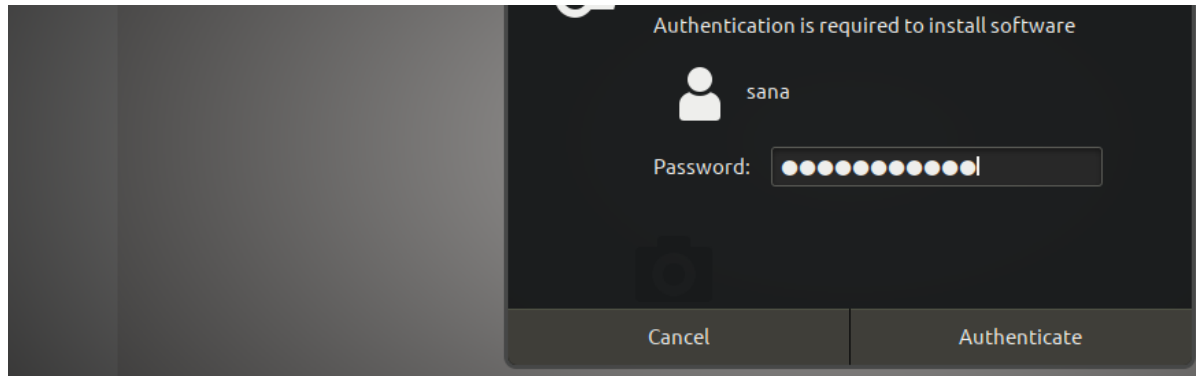 Authentication is required to install software
sana
Password: ●●●●●●●●●●●
Cancel Authenticate